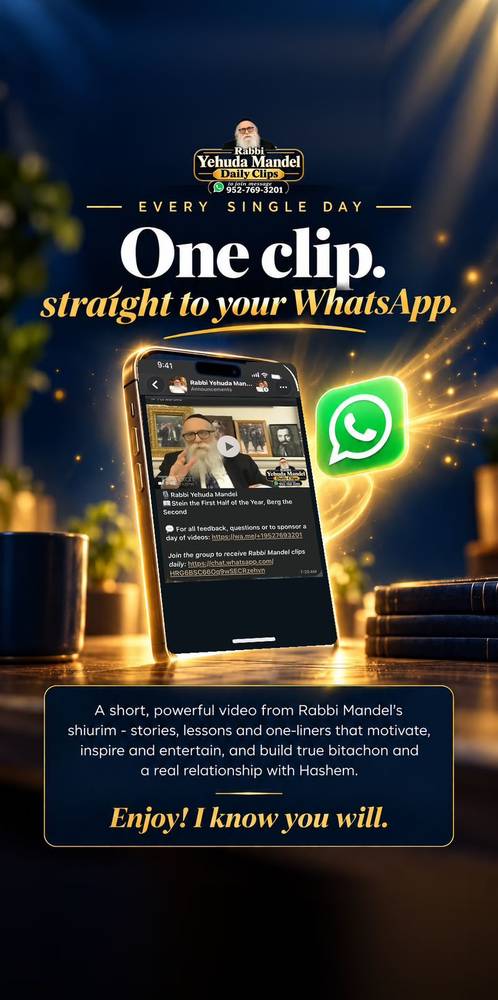 Rabbi
Yehuda Mandel
Daily Clips
to join message
952-769-3201
EVERY SINGLE DAY
One clip.
straight to your WhatsApp.
9:41
Rabbi Yehuda Man...
Announcements
Rabbi Yehuda Mandel
Stein the First Half of the Year, Berg the
Second
For all feedback, questions or to sponsor a
day of videos: https://wa.me/+19527693201
Join the group to receive Rabbi Mandel clips
daily: https://chat.whatsapp.com/
HRG6BSC66Oq9wSECRzehvn
7:20 AM
A short, powerful video from Rabbi Mandel’s
shiurim - stories, lessons and one-liners that motivate,
inspire and entertain, and build true bitachon and
a real relationship with Hashem.
Enjoy! I know you will.